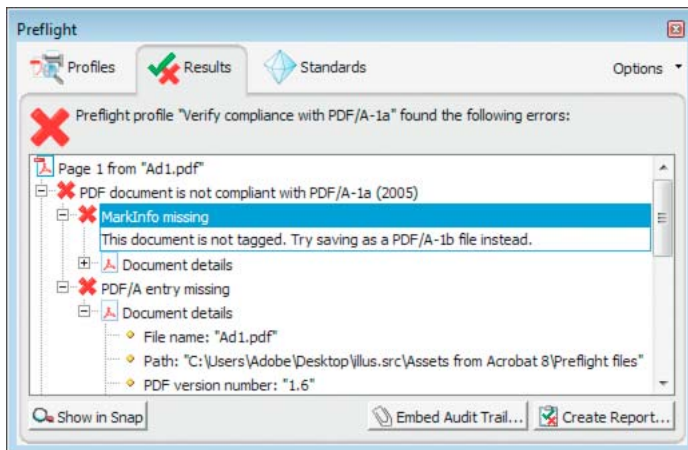 Preflight
Profiles Results Standards Options
Preflight profile "Verify compliance with PDF/A-1a" found the following errors:
Page 1 from "Ad1.pdf"
PDF document is not compliant with PDF/A-1a (2005)
MarkInfo missing
This document is not tagged. Try saving as a PDF/A-1b file instead.
Document details
PDF/A entry missing
Document details
File name: "Ad1.pdf"
Path: "C:\Users\Adobe\Desktop\illus.src\Assets from Acrobat 8\Preflight files"
PDF version number: "1.6"
Show in Snap Embed Audit Trail... Create Report...